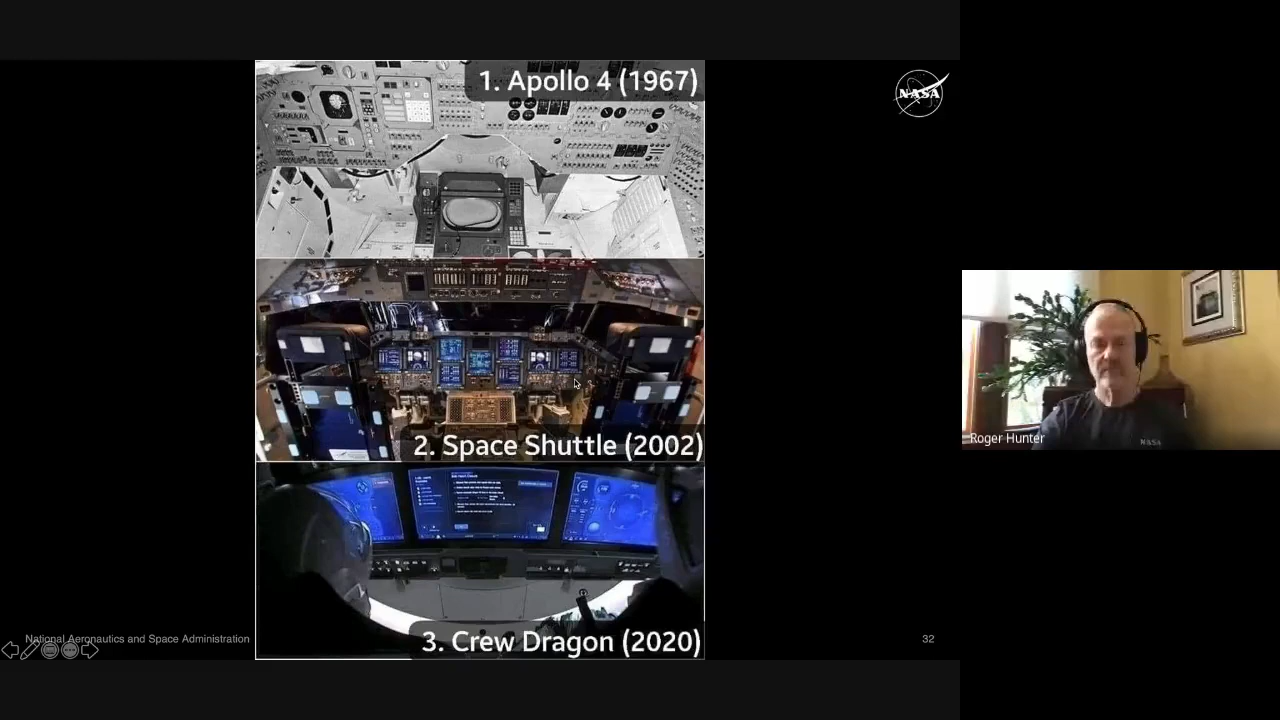 1. Apollo 4 (1967)
NASA
2. Space Shuttle (2002)
Roger Hunter
NASA
3. Crew Dragon (2020)
National Aeronautics and Space Administration
32